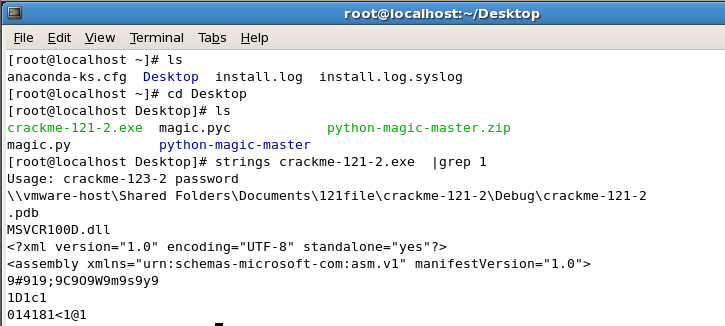 root@localhost:~/Desktop
File Edit View Terminal Tabs Help
[root@localhost ~]# ls
anaconda-ks.cfg  Desktop  install.log  install.log.syslog
[root@localhost ~]# cd Desktop
[root@localhost Desktop]# ls
crackme-121-2.exe  magic.pyc            python-magic-master.zip
magic.py           python-magic-master
[root@localhost Desktop]# strings crackme-121-2.exe  |grep 1
Usage: crackme-123-2 password
\\vmware-host\Shared Folders\Documents\121file\crackme-121-2\Debug\crackme-121-2
.pdb
MSVCR100D.dll
<?xml version="1.0" encoding="UTF-8" standalone="yes"?>
<assembly xmlns="urn:schemas-microsoft-com:asm.v1" manifestVersion="1.0">
9#919;9C9O9W9m9s9y9
1D1c1
014181<1@1